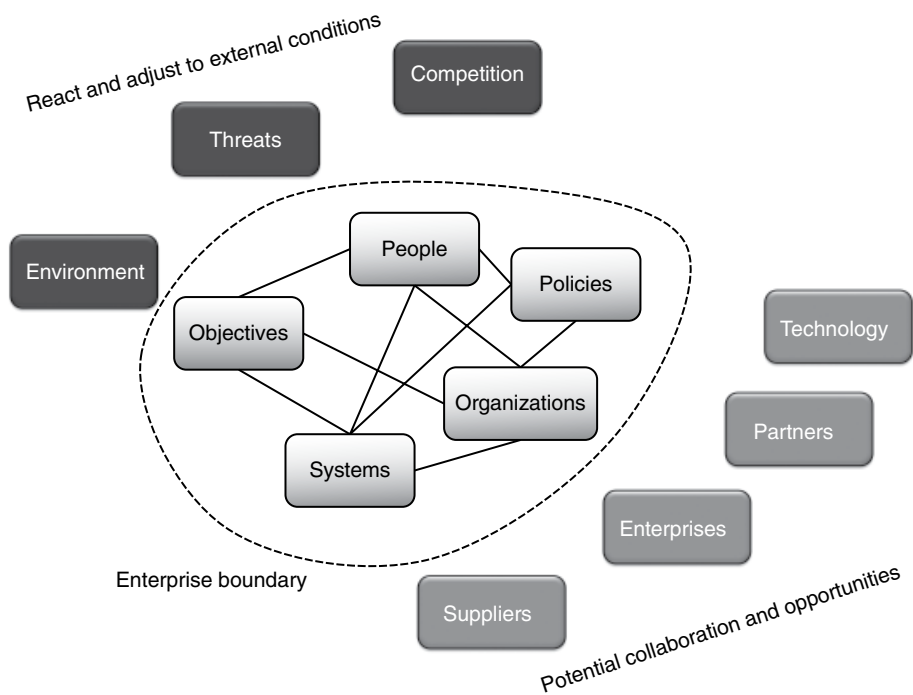 React and adjust to external conditions
Competition
Threats
Environment
People
Policies
Objectives
Technology
Organizations
Partners
Systems
Enterprises
Enterprise boundary
Suppliers
Potential collaboration and opportunities